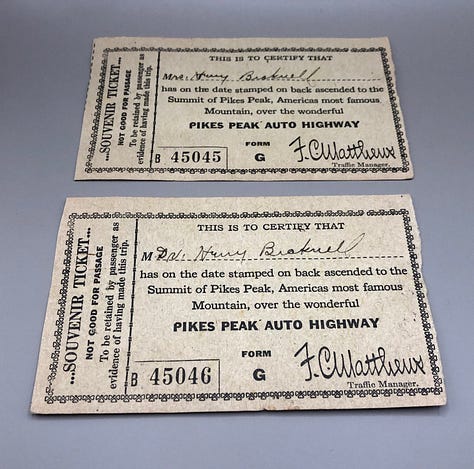 ...SOUVENIR TICKET...
NOT GOOD FOR PASSAGE
To be retained by passenger as
evidence of having made this trip.
THIS IS TO CERTIFY THAT
Mrs. Henry Bracknell
has on the date stamped on back ascended to the
Summit of Pikes Peak, Americas most famous
Mountain, over the wonderful
PIKES PEAK AUTO HIGHWAY
B 45045
FORM
G
F.C.Matthews
Traffic Manager.
...SOUVENIR TICKET...
NOT GOOD FOR PASSAGE
To be retained by passenger as
evidence of having made this trip.
THIS IS TO CERTIFY THAT
M Dr. Henry Bracknell
has on the date stamped on back ascended to the
Summit of Pikes Peak, Americas most famous
Mountain, over the wonderful
PIKES PEAK AUTO HIGHWAY
B 45046
FORM
G
F.C.Matthews
Traffic Manager.